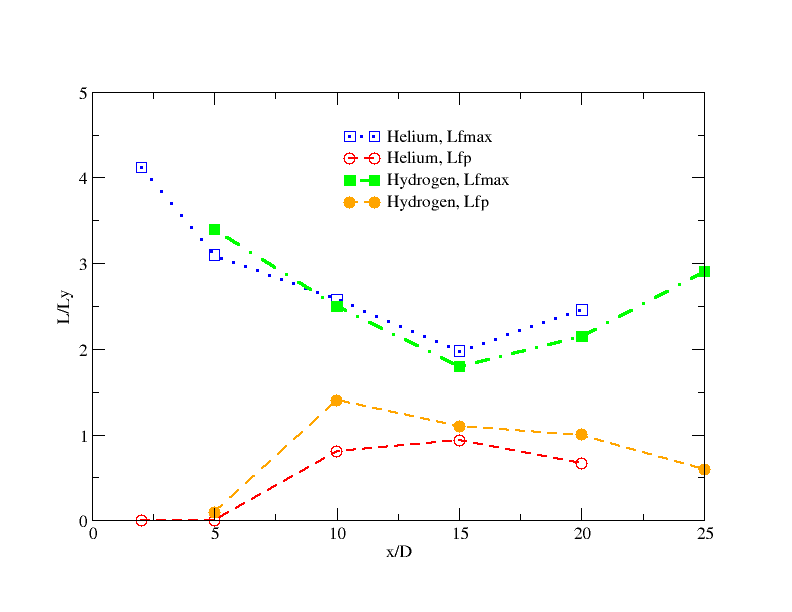 5
4
3
2
1
0
L/Ly
Helium, Lfmax
Helium, Lfp
Hydrogen, Lfmax
Hydrogen, Lfp
0 5 10 15 20 25
x/D